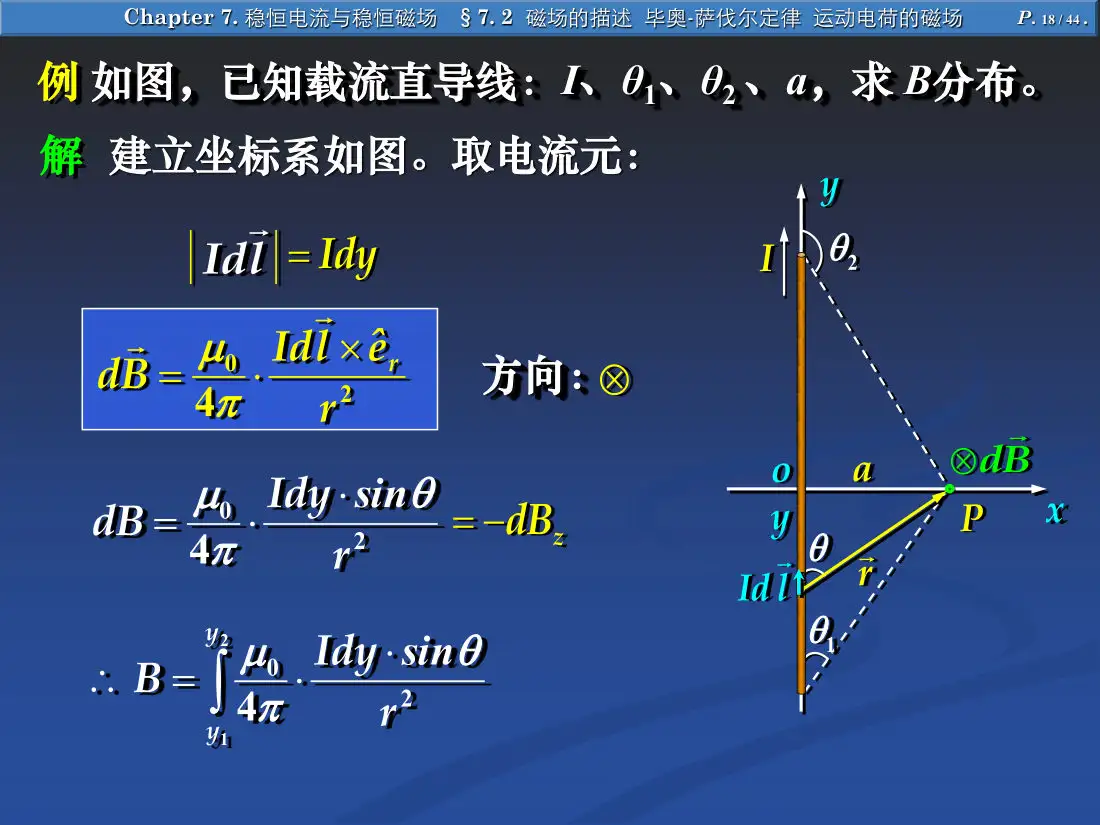 Chapter 7. 稳恒电流与稳恒磁场 §7.2 磁场的描述 毕奥-萨伐尔定律 运动电荷的磁场 P. 18 / 44 .
例 如图，已知载流直导线：I、θ₁、θ₂、a，求 B分布。
解 建立坐标系如图。取电流元：
|Idl⃗| = Idy
dB⃗ = μ₀/4π · Idl⃗ × êᵣ / r²
方向：⊗
dB = μ₀/4π · Idy · sinθ / r² = −dB_z
∴ B = ∫_{y₁}^{y₂} μ₀/4π · Idy · sinθ / r²
y
I
θ₂
o
a
⊗dB⃗
y
P
x
θ
Idl⃗
r⃗
θ₁